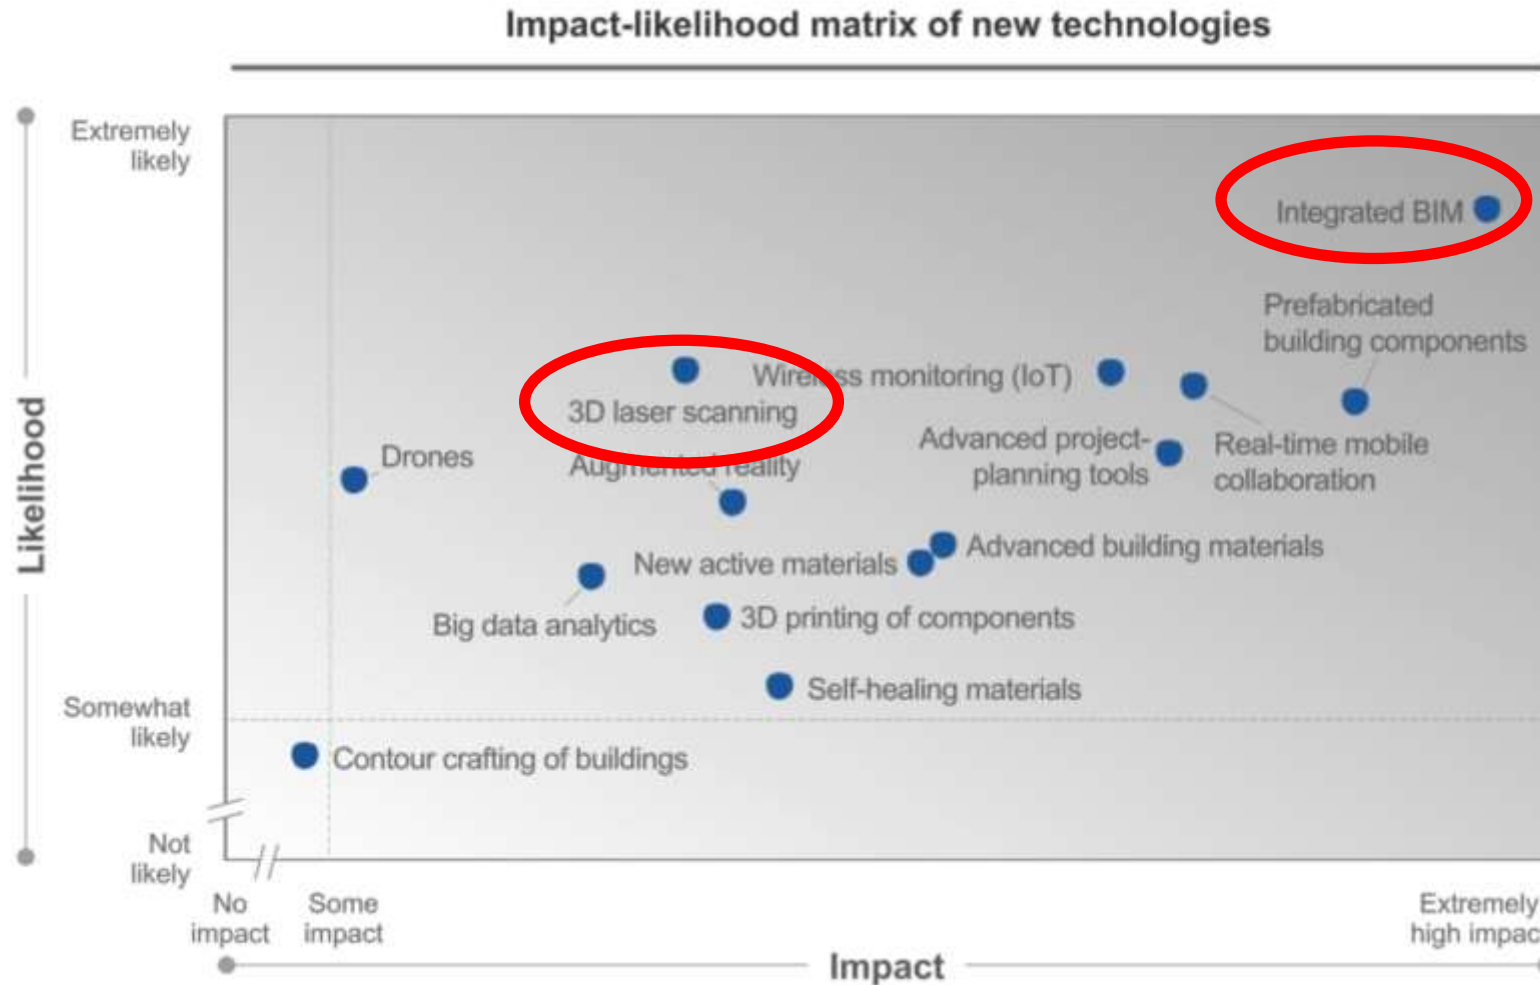 Impact-likelihood matrix of new technologies
Extremely
likely
Integrated BIM
Prefabricated
building components
Wireless monitoring (IoT)
3D laser scanning
Advanced project-
planning tools
Real-time mobile
collaboration
Drones
Augmented reality
Likelihood
New active materials
Advanced building materials
Big data analytics
3D printing of components
Self-healing materials
Somewhat
likely
Contour crafting of buildings
Not
likely
No
impact
Some
impact
Extremely
high impac
Impact